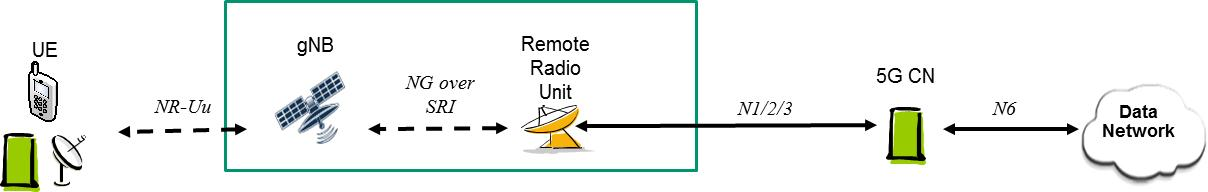 UE
NR-Uu
gNB
NG over
SRI
Remote
Radio
Unit
N1/2/3
5G CN
N6
Data
Network